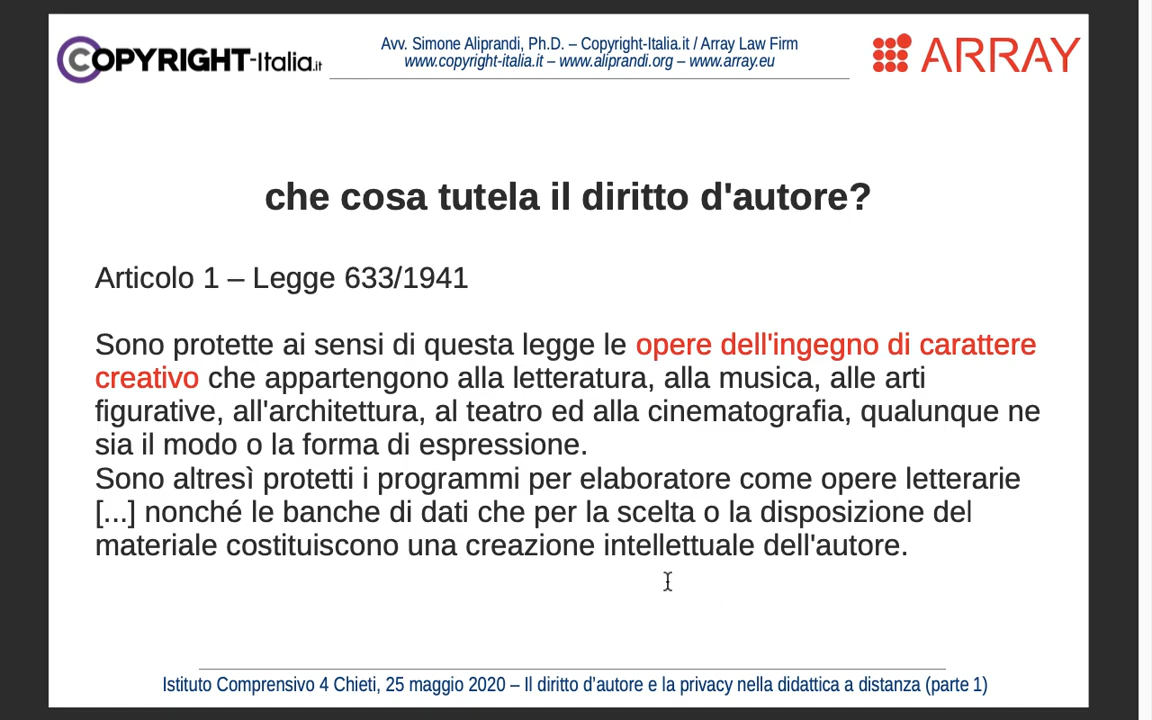 COPYRIGHT-Italia.it
Avv. Simone Aliprandi, Ph.D. – Copyright-Italia.it / Array Law Firm
www.copyright-italia.it – www.aliprandi.org – www.array.eu
ARRAY
che cosa tutela il diritto d'autore?
Articolo 1 – Legge 633/1941
Sono protette ai sensi di questa legge le opere dell'ingegno di carattere
creativo che appartengono alla letteratura, alla musica, alle arti
figurative, all'architettura, al teatro ed alla cinematografia, qualunque ne
sia il modo o la forma di espressione.
Sono altresì protetti i programmi per elaboratore come opere letterarie
[...] nonché le banche di dati che per la scelta o la disposizione del
materiale costituiscono una creazione intellettuale dell'autore.
Istituto Comprensivo 4 Chieti, 25 maggio 2020 – Il diritto d’autore e la privacy nella didattica a distanza (parte 1)